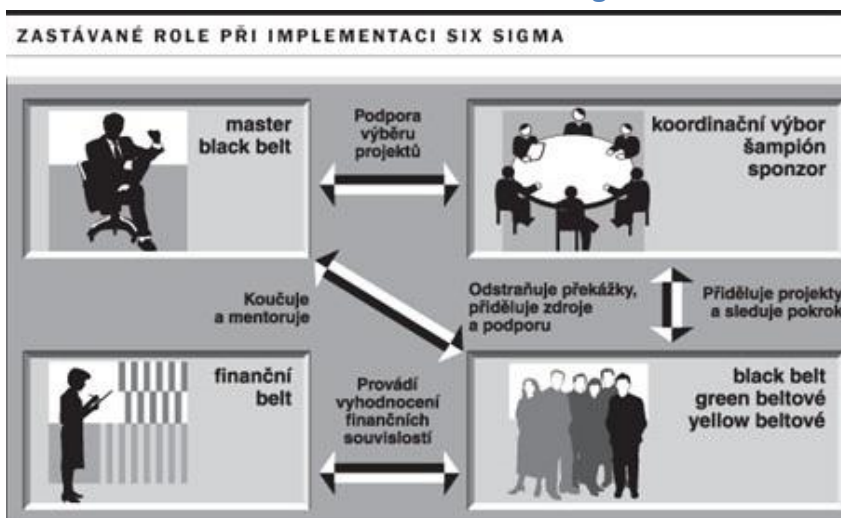 ZASTÁVANÉ ROLE PŘI IMPLEMENTACI SIX SIGMA
master
black belt
Podpora
výběru
projektů
koordinační výbor
šampión
sponzor
Koučuje
a mentoruje
Odstraňuje překážky,
přiděluje zdroje
a podporu
Přiděluje projekty
a sleduje pokrok
finanční
belt
Provádí
vyhodnocení
finančních
souvislostí
black belt
green beltové
yellow beltové